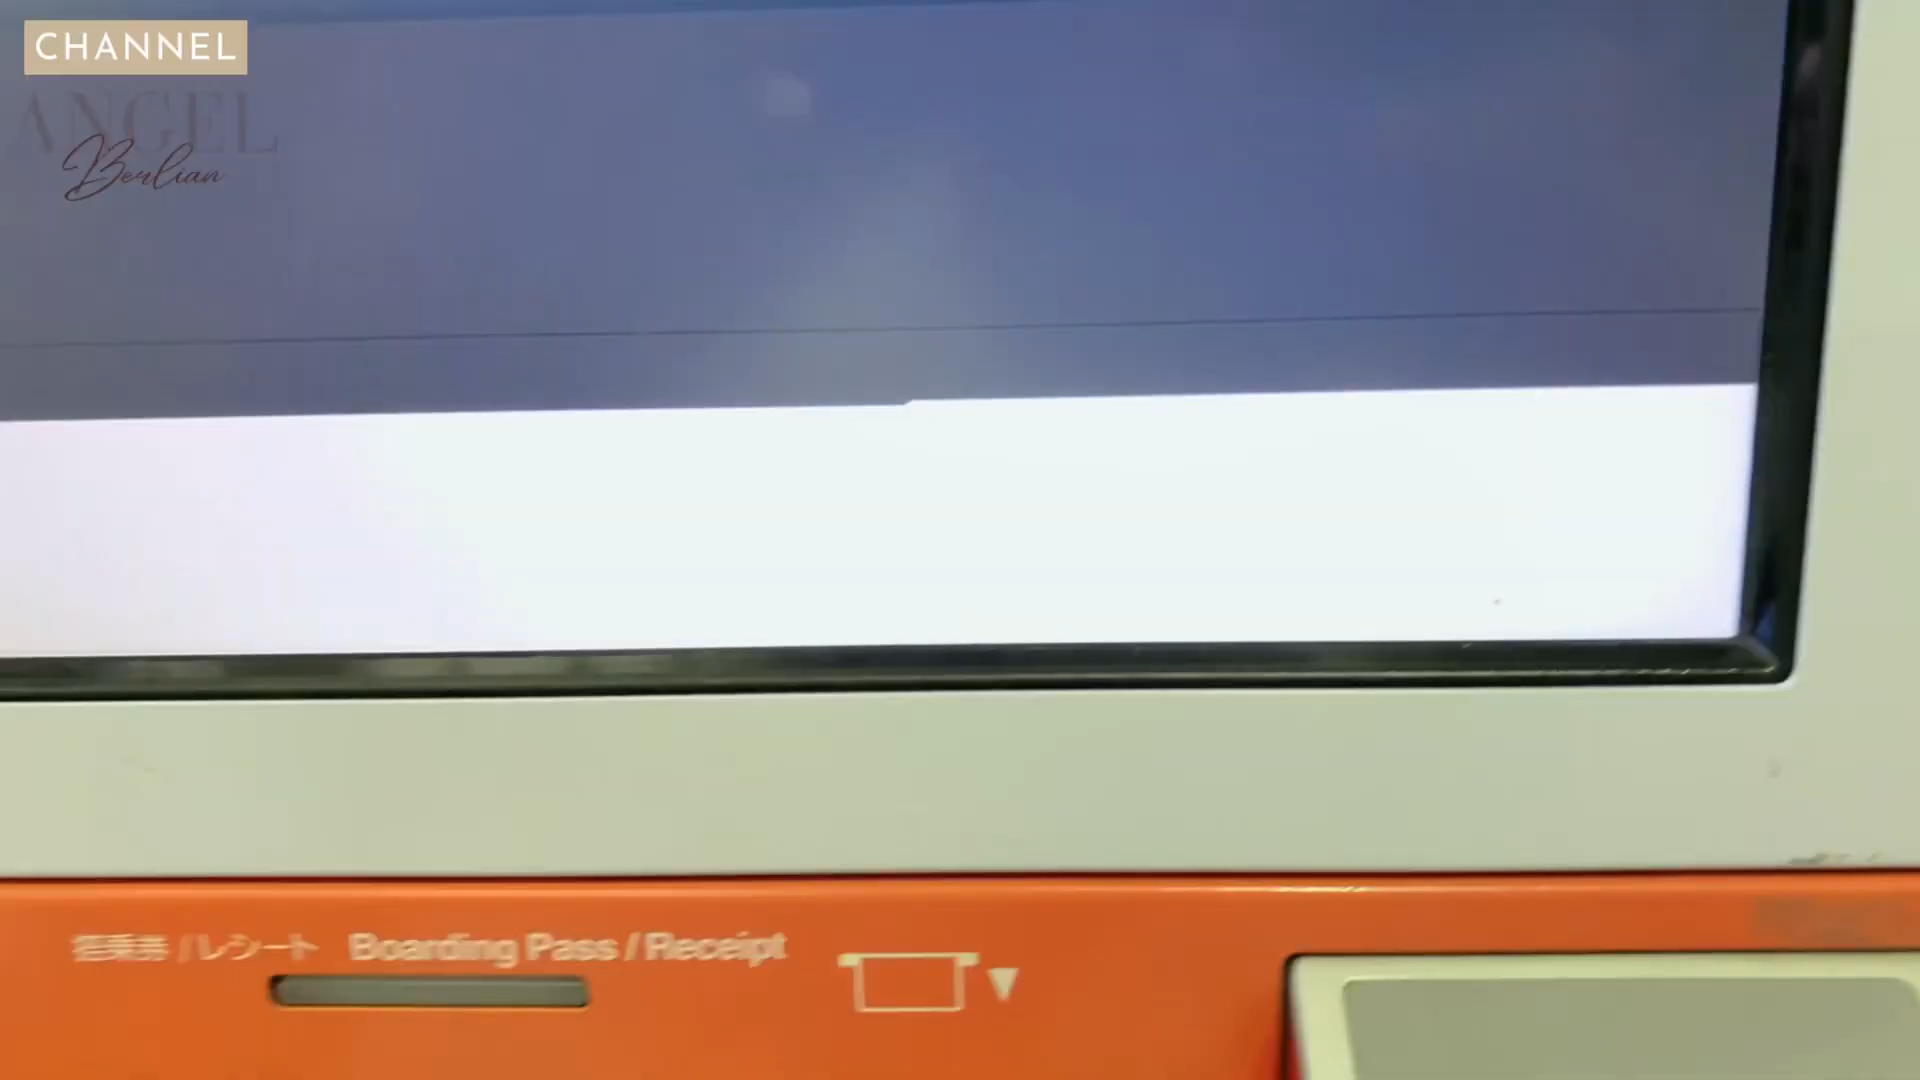 CHANNEL
ANGEL
Berlian
搭乗券 / レシート Boarding Pass / Receipt